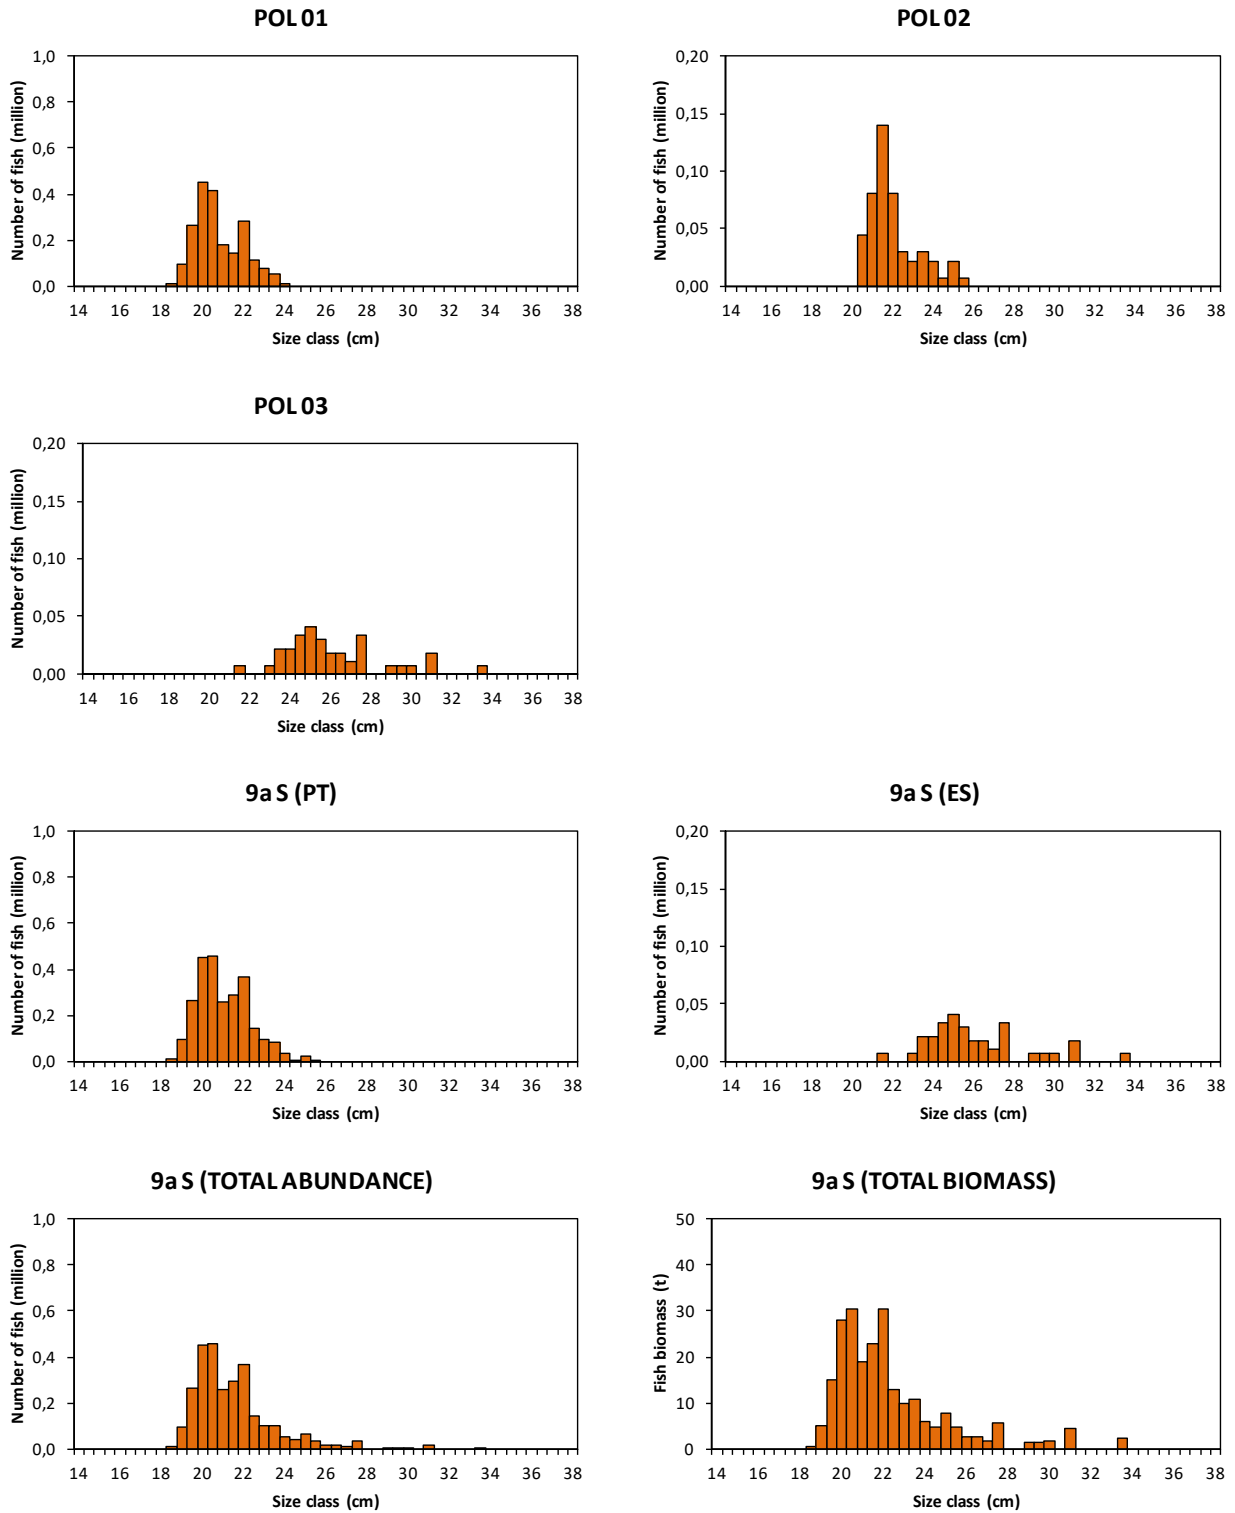 POL 01
1,0
0,8
0,6
0,4
0,2
0,0
Number of fish (million)
14 16 18 20 22 24 26 28 30 32 34 36 38
Size class (cm)
POL 02
0,20
0,15
0,10
0,05
0,00
Number of fish (million)
14 16 18 20 22 24 26 28 30 32 34 36 38
Size class (cm)
POL 03
0,20
0,15
0,10
0,05
0,00
Number of fish (million)
14 16 18 20 22 24 26 28 30 32 34 36 38
Size class (cm)
9a S (PT)
1,0
0,8
0,6
0,4
0,2
0,0
Number of fish (million)
14 16 18 20 22 24 26 28 30 32 34 36 38
Size class (cm)
9a S (ES)
0,20
0,15
0,10
0,05
0,00
Number of fish (million)
14 16 18 20 22 24 26 28 30 32 34 36 38
Size class (cm)
9a S (TOTAL ABUNDANCE)
1,0
0,8
0,6
0,4
0,2
0,0
Number of fish (million)
14 16 18 20 22 24 26 28 30 32 34 36 38
Size class (cm)
9a S (TOTAL BIOMASS)
50
40
30
20
10
0
Fish biomass (t)
14 16 18 20 22 24 26 28 30 32 34 36 38
Size class (cm)